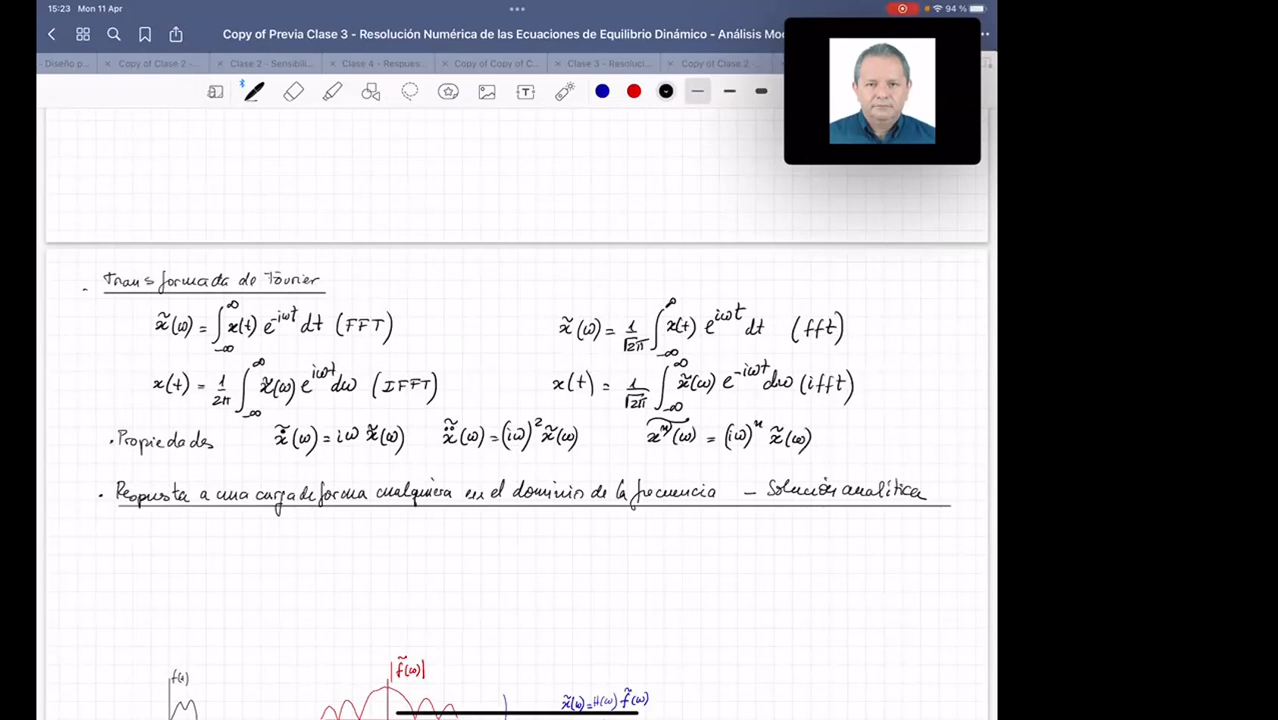 15:23 Mon 11 Apr
94 %
Copy of Previa Clase 3 - Resolución Numérica de las Ecuaciones de Equilibrio Dinámico - Análisis Mo
- Diseño p...
Copy of Clase 2 -
Clase 2 - Sensibili...
Clase 4 - Respues...
Copy of Copy of C...
Clase 3 - Resoluci...
Copy of Clase 2
- Transformada de Fourier
x̃(ω) = ∫_{-∞}^{∞} x(t) e^{-iωt} dt (FFT)
x̃(ω) = 1/√2π ∫_{-∞}^{∞} x(t) e^{iωt} dt (fft)
x(t) = 1/2π ∫_{-∞}^{∞} x̃(ω) e^{iωt} dω (IFFT)
x(t) = 1/√2π ∫_{-∞}^{∞} x̃(ω) e^{-iωt} dω (ifft)
. Propiedades ẋ̃(ω) = iω x̃(ω) ẍ̃(ω) = (iω)² x̃(ω) x̃ⁿ⁾(ω) = (iω)ⁿ x̃(ω)
. Respuesta a una carga de forma cualquiera en el dominio de la frecuencia – Solución analítica
|f̃(ω)|
f(t)
x̃(ω) = H(ω) f̃(ω)